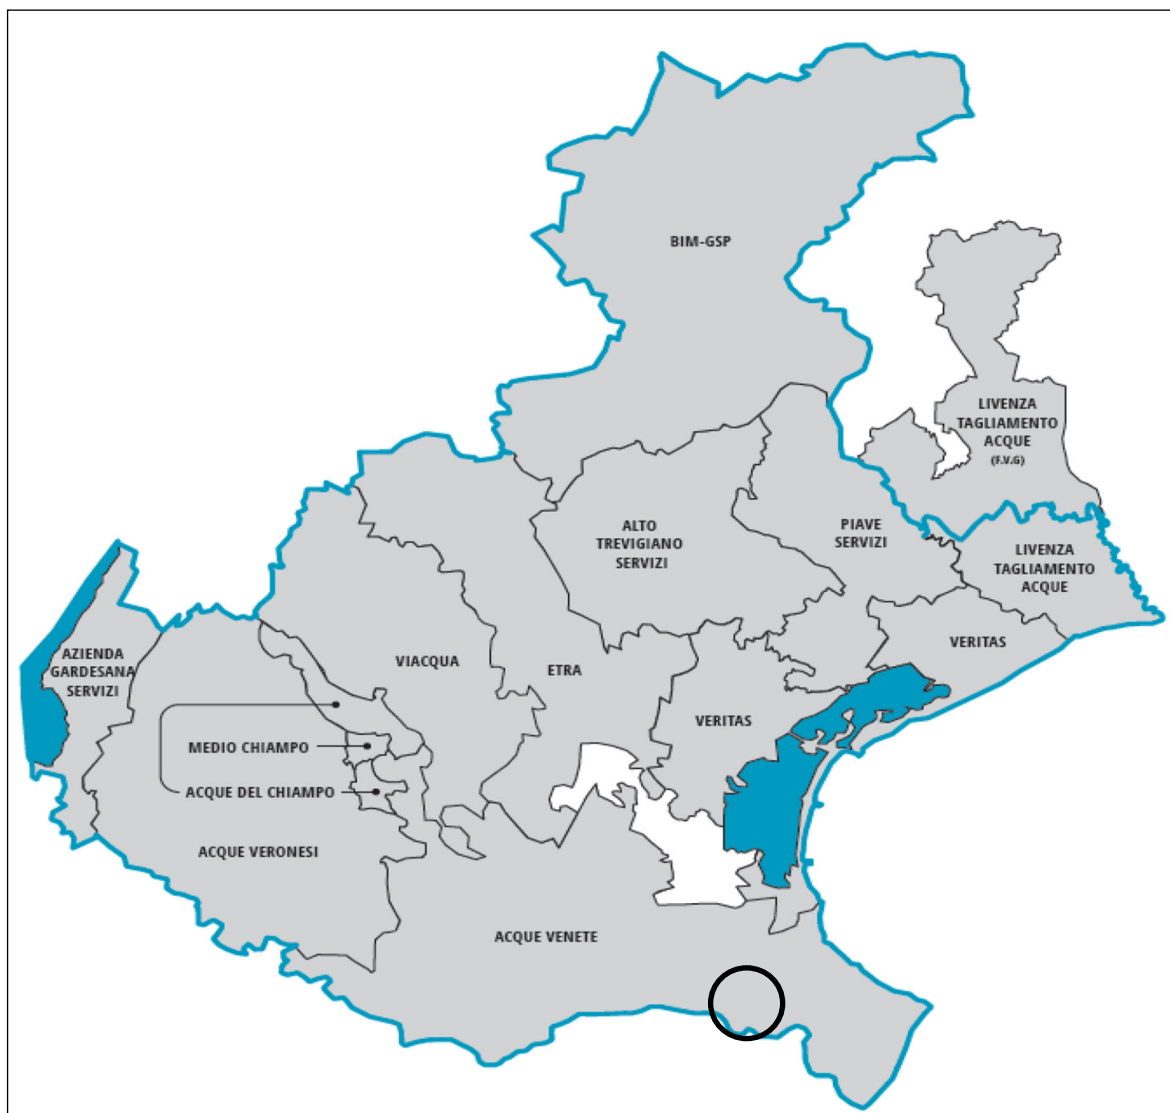 BIM-GSP
LIVENZA
TAGLIAMENTO
ACQUE
(F.V.G)
ALTO
TREVIGIANO
SERVIZI
PIAVE
SERVIZI
LIVENZA
TAGLIAMENTO
ACQUE
AZIENDA
GARDESANA
SERVIZI
VIACQUA
ETRA
VERITAS
VERITAS
MEDIO CHIAMPO
ACQUE DEL CHIAMPO
ACQUE VERONESI
ACQUE VENETE